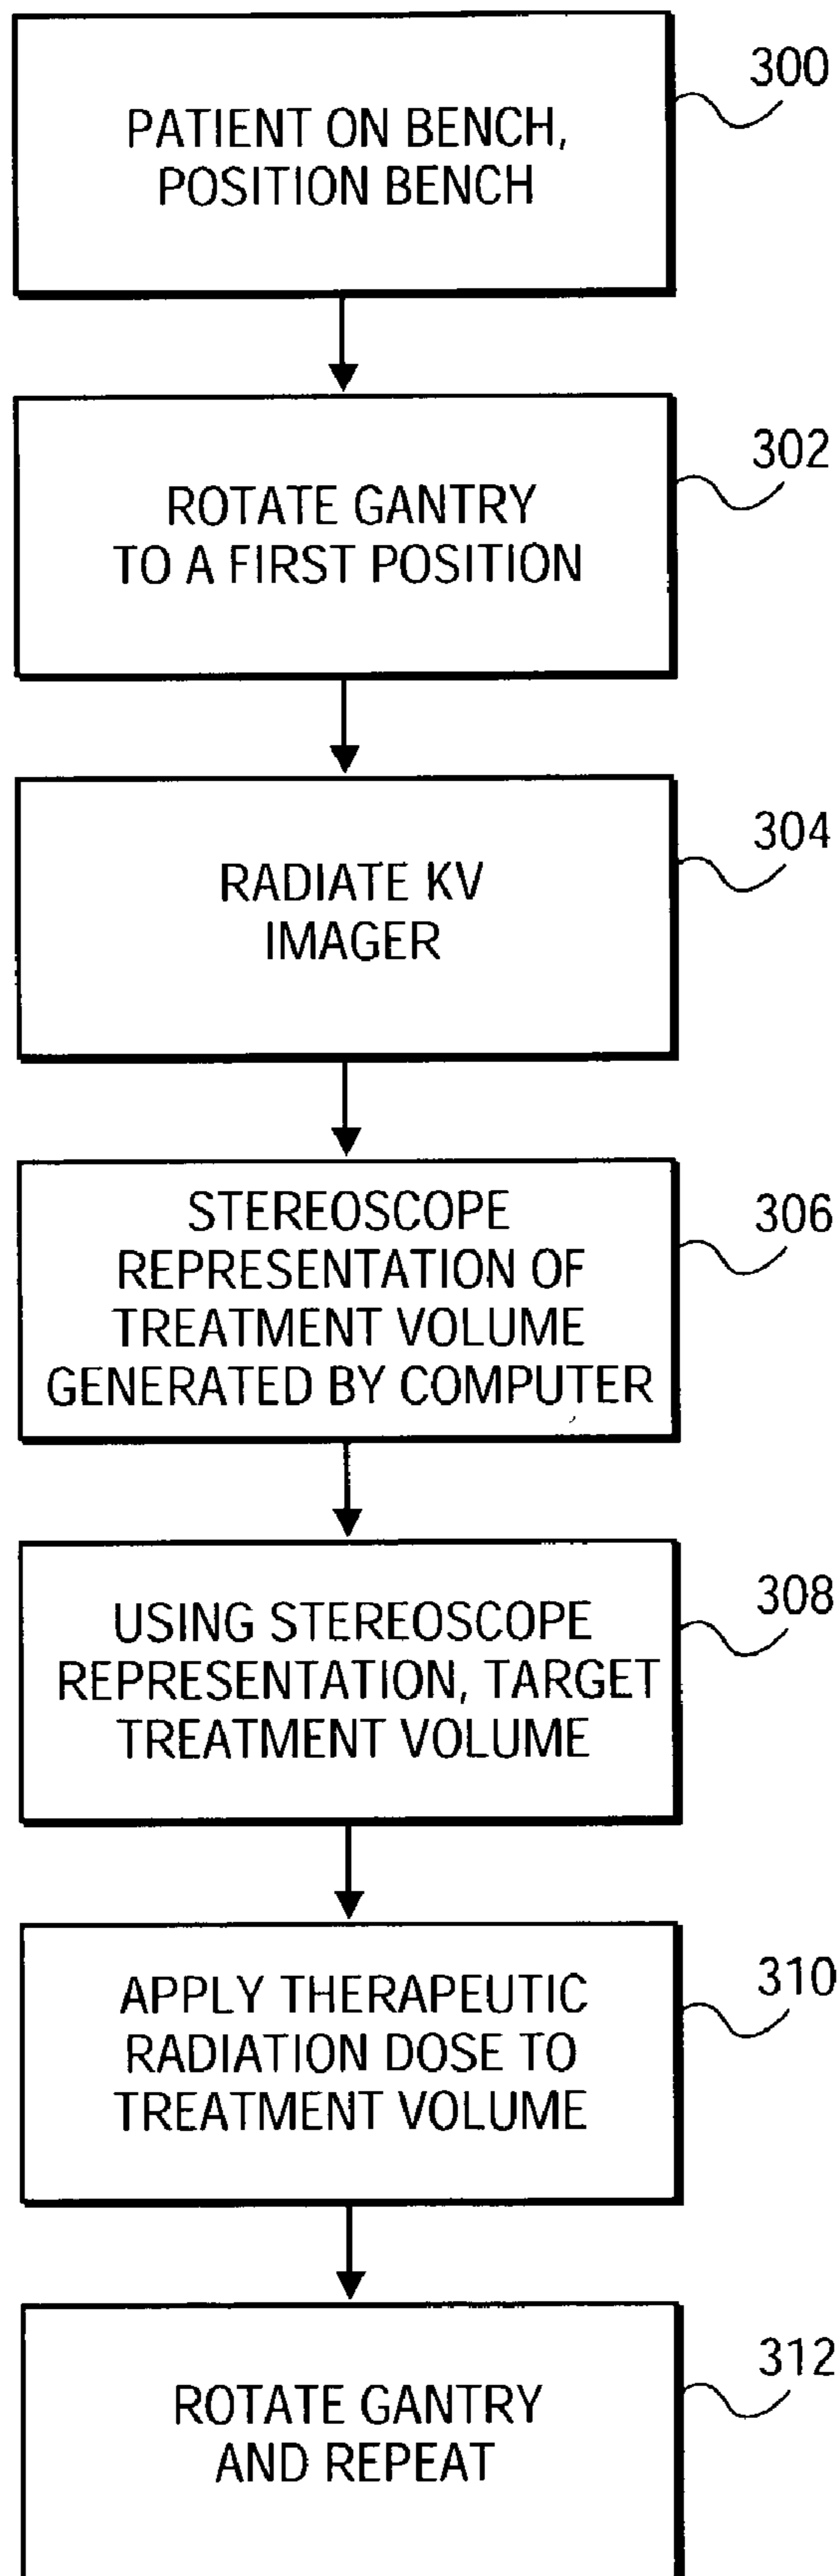 300
PATIENT ON BENCH,
POSITION BENCH
302
ROTATE GANTRY
TO A FIRST POSITION
304
RADIATE KV
IMAGER
306
STEREOSCOPE
REPRESENTATION OF
TREATMENT VOLUME
GENERATED BY COMPUTER
308
USING STEREOSCOPE
REPRESENTATION, TARGET
TREATMENT VOLUME
310
APPLY THERAPEUTIC
RADIATION DOSE TO
TREATMENT VOLUME
312
ROTATE GANTRY
AND REPEAT